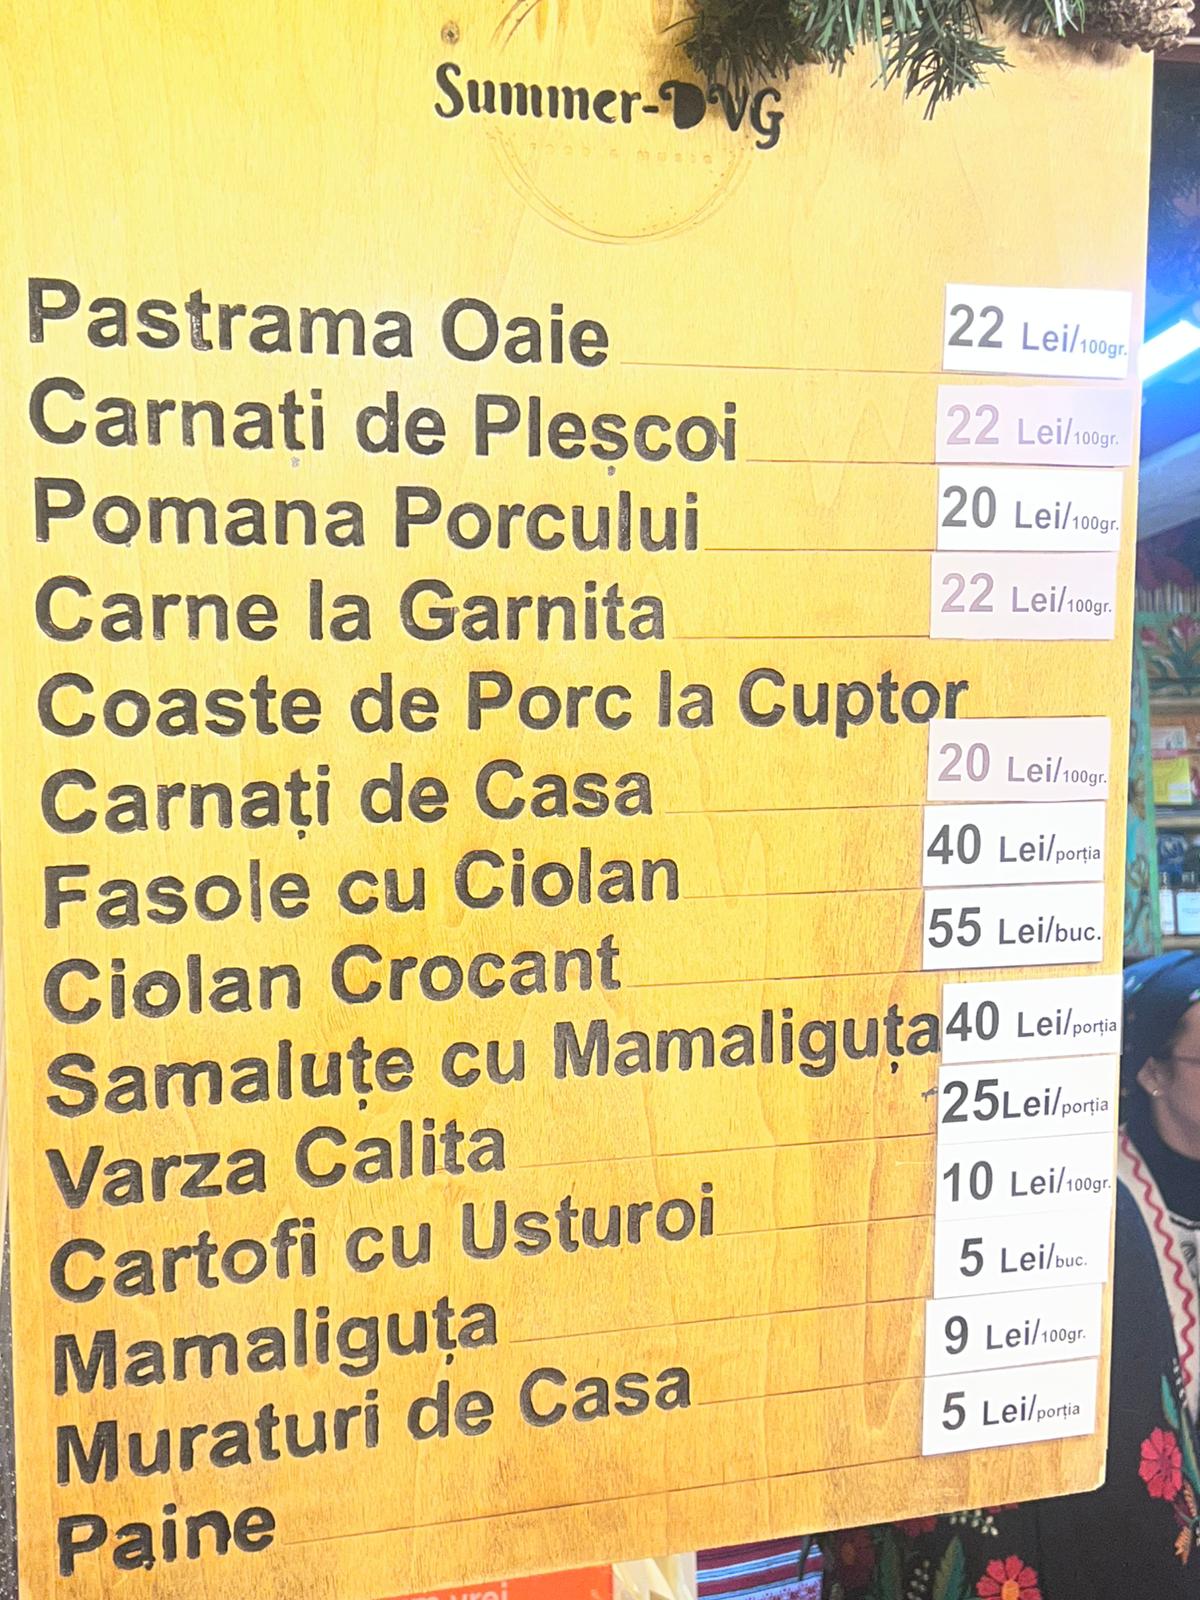 Summer-DVG
Pastrama Oaie 22 Lei/100gr.
Carnați de Pleșcoi 22 Lei/100gr.
Pomana Porcului 20 Lei/100gr.
Carne la Garnita 22 Lei/100gr.
Coaste de Porc la Cuptor
Carnați de Casa 20 Lei/100gr.
Fasole cu Ciolan 40 Lei/porția
Ciolan Crocant 55 Lei/buc.
Samaluțe cu Mamaliguța 40 Lei/porția
Varza Calita 25Lei/porția
Cartofi cu Usturoi 10 Lei/100gr.
Mamaliguța 5 Lei/buc.
Muraturi de Casa 9 Lei/100gr.
Paine 5 Lei/porția